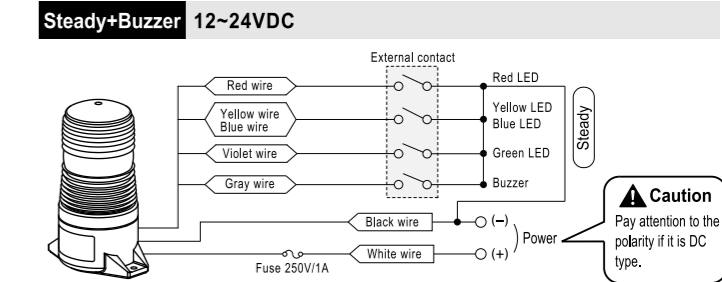 Steady+Buzzer 12~24VDC
External contact
Red wire
Red LED
Yellow wire
Blue wire
Yellow LED
Blue LED
Steady
Violet wire
Green LED
Gray wire
Buzzer
Black wire
(−)
Power
White wire
(+)
Fuse 250V/1A
Caution
Pay attention to the
polarity if it is DC
type.